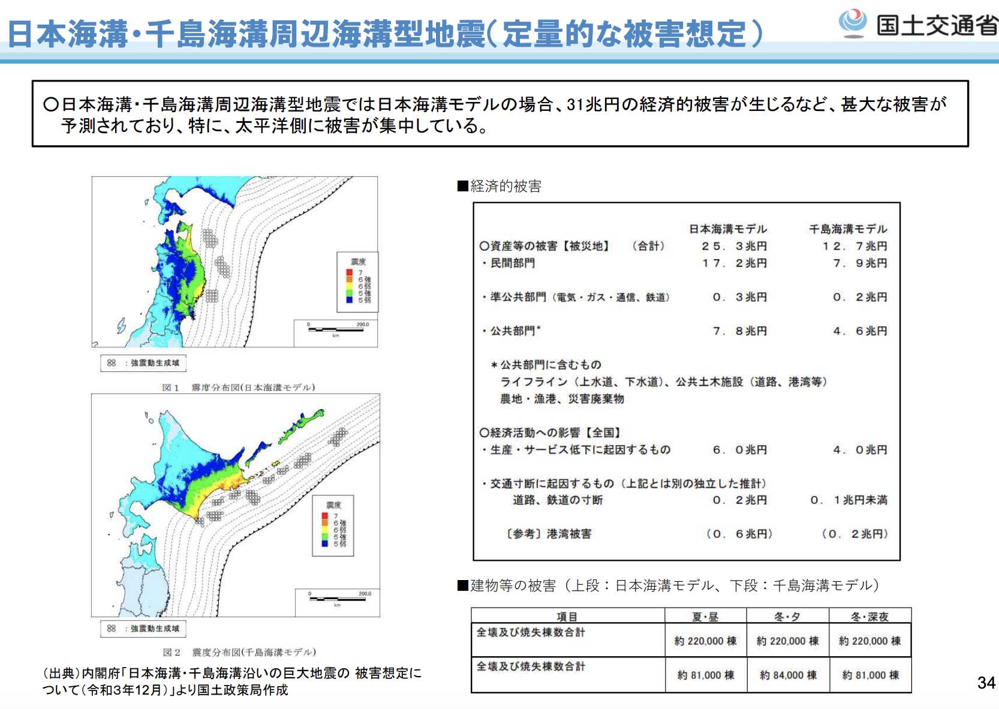 日本海溝・千島海溝周辺海溝型地震（定量的な被害想定）
国土交通省
○日本海溝・千島海溝周辺海溝型地震では日本海溝モデルの場合、31兆円の経済的被害が生じるなど、甚大な被害が
予測されており、特に、太平洋側に被害が集中している。
震度
7
6強
6弱
5強
5弱
0 200.0
km
：強震動生成域
図１ 震度分布図(日本海溝モデル)
震度
7
6強
6弱
5強
5弱
0 200.0
km
：強震動生成域
図２ 震度分布図(千島海溝モデル)
（出典）内閣府「日本海溝・千島海溝沿いの巨大地震の 被害想定に
ついて（令和３年12月）」より国土政策局作成
■経済的被害
日本海溝モデル 千島海溝モデル
○資産等の被害【被災地】 （合計） ２５．３兆円 １２．７兆円
・民間部門 １７．２兆円 ７．９兆円
・準公共部門（電気・ガス・通信、鉄道） ０．３兆円 ０．２兆円
・公共部門* ７．８兆円 ４．６兆円
＊公共部門に含むもの
ライフライン（上水道、下水道）、公共土木施設（道路、港湾等）
農地・漁港、災害廃棄物
○経済活動への影響【全国】
・生産・サービス低下に起因するもの ６．０兆円 ４．０兆円
・交通寸断に起因するもの（上記とは別の独立した推計）
道路、鉄道の寸断 ０．２兆円 ０．１兆円未満
〔参考〕港湾被害 （０．６兆円） （０．２兆円）
■建物等の被害（上段：日本海溝モデル、下段：千島海溝モデル）
項目 夏・昼 冬・夕 冬・深夜
全壊及び焼失棟数合計 約 220,000 棟 約 220,000 棟 約 220,000 棟
全壊及び焼失棟数合計 約 81,000 棟 約 84,000 棟 約 81,000 棟
34